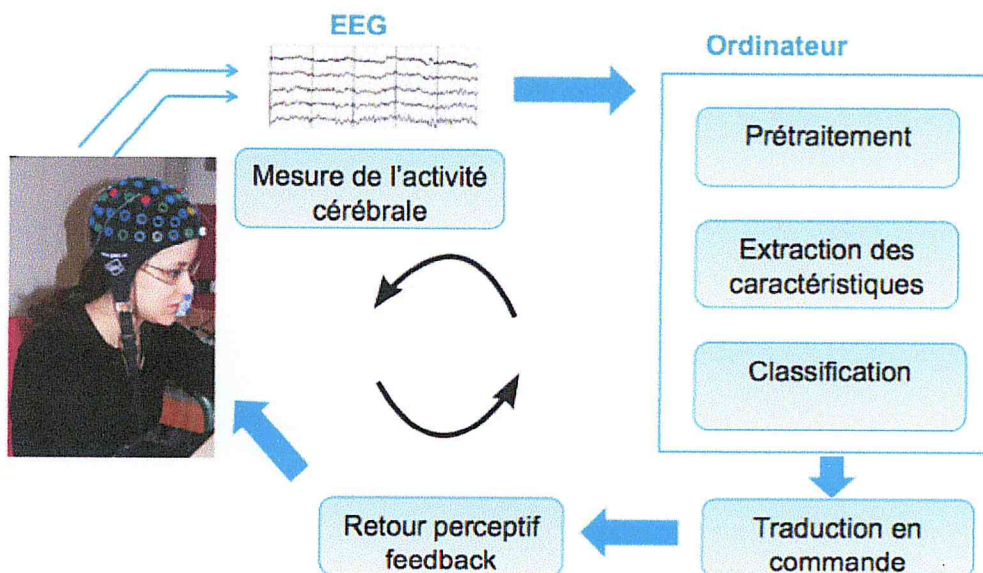 EEG
Ordinateur
Mesure de l'activité
cérébrale
Prétraitement
Extraction des
caractéristiques
Classification
Traduction en
commande
Retour perceptif
feedback